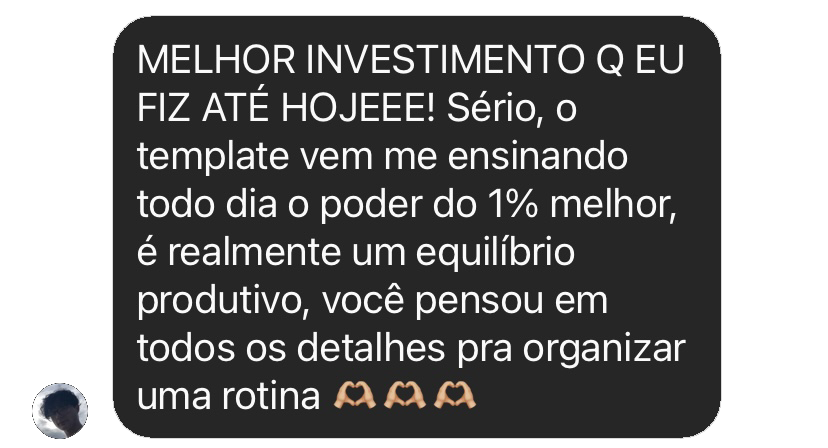 MELHOR INVESTIMENTO Q EU
FIZ ATÉ HOJEEE! Sério, o
template vem me ensinando
todo dia o poder do 1% melhor,
é realmente um equilíbrio
produtivo, você pensou em
todos os detalhes pra organizar
uma rotina 🫶🏼🫶🏼🫶🏼